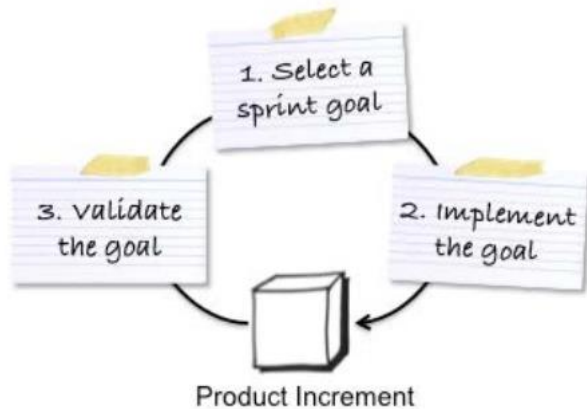 1. Select a
sprint goal
2. Implement
the goal
3. Validate
the goal
Product Increment